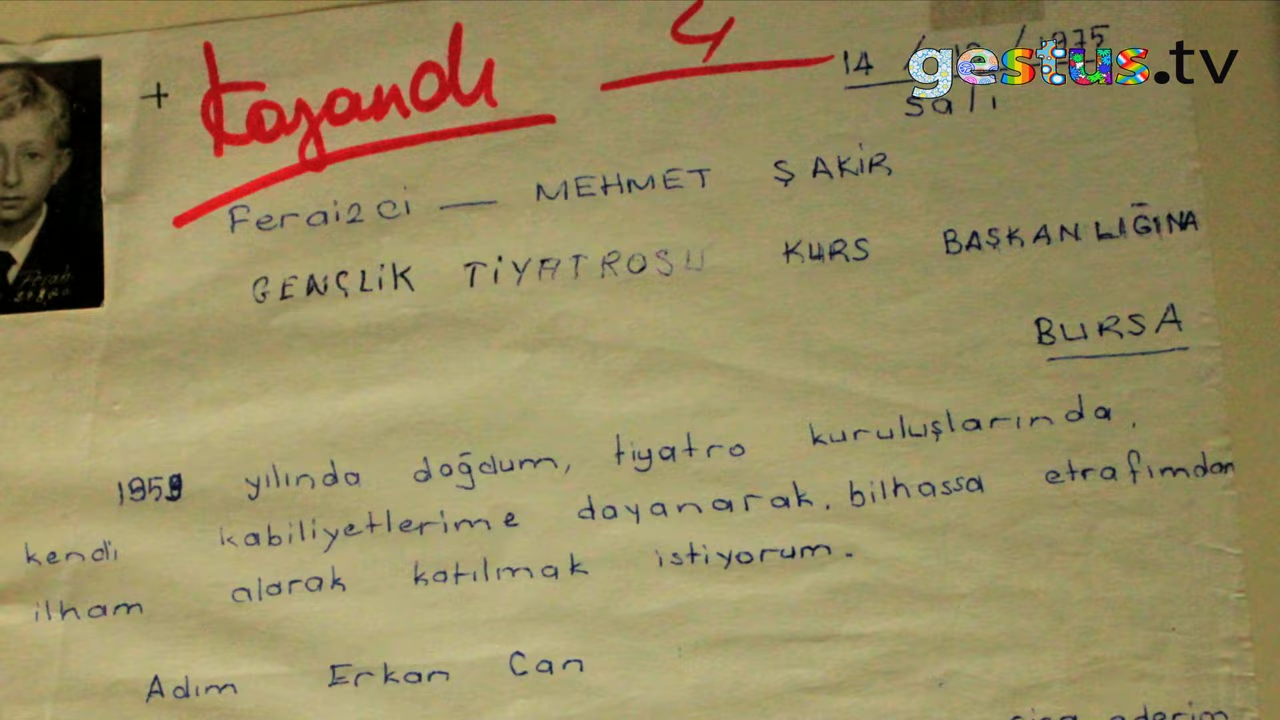 + Kazandı 4
14 / / 1975
gestus.tv
salı
Feraizci — MEHMET ŞAKİR
GENÇLİK TİYATROSU KURS BAŞKANLIĞINA
BURSA
1959 yılında doğdum, tiyatro kuruluşlarında,
kendi kabiliyetlerime dayanarak. bilhassa etrafımdan
ilham alarak katılmak istiyorum.
Adım Erkan Can
ederim